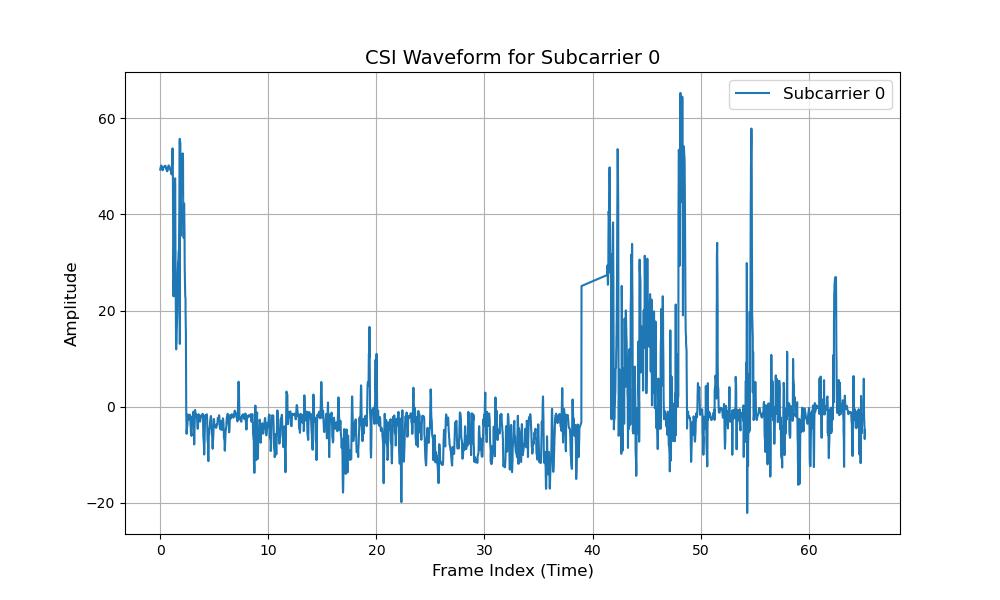 CSI Waveform for Subcarrier 0
Subcarrier 0
Amplitude
60
40
20
0
−20
0 10 20 30 40 50 60
Frame Index (Time)